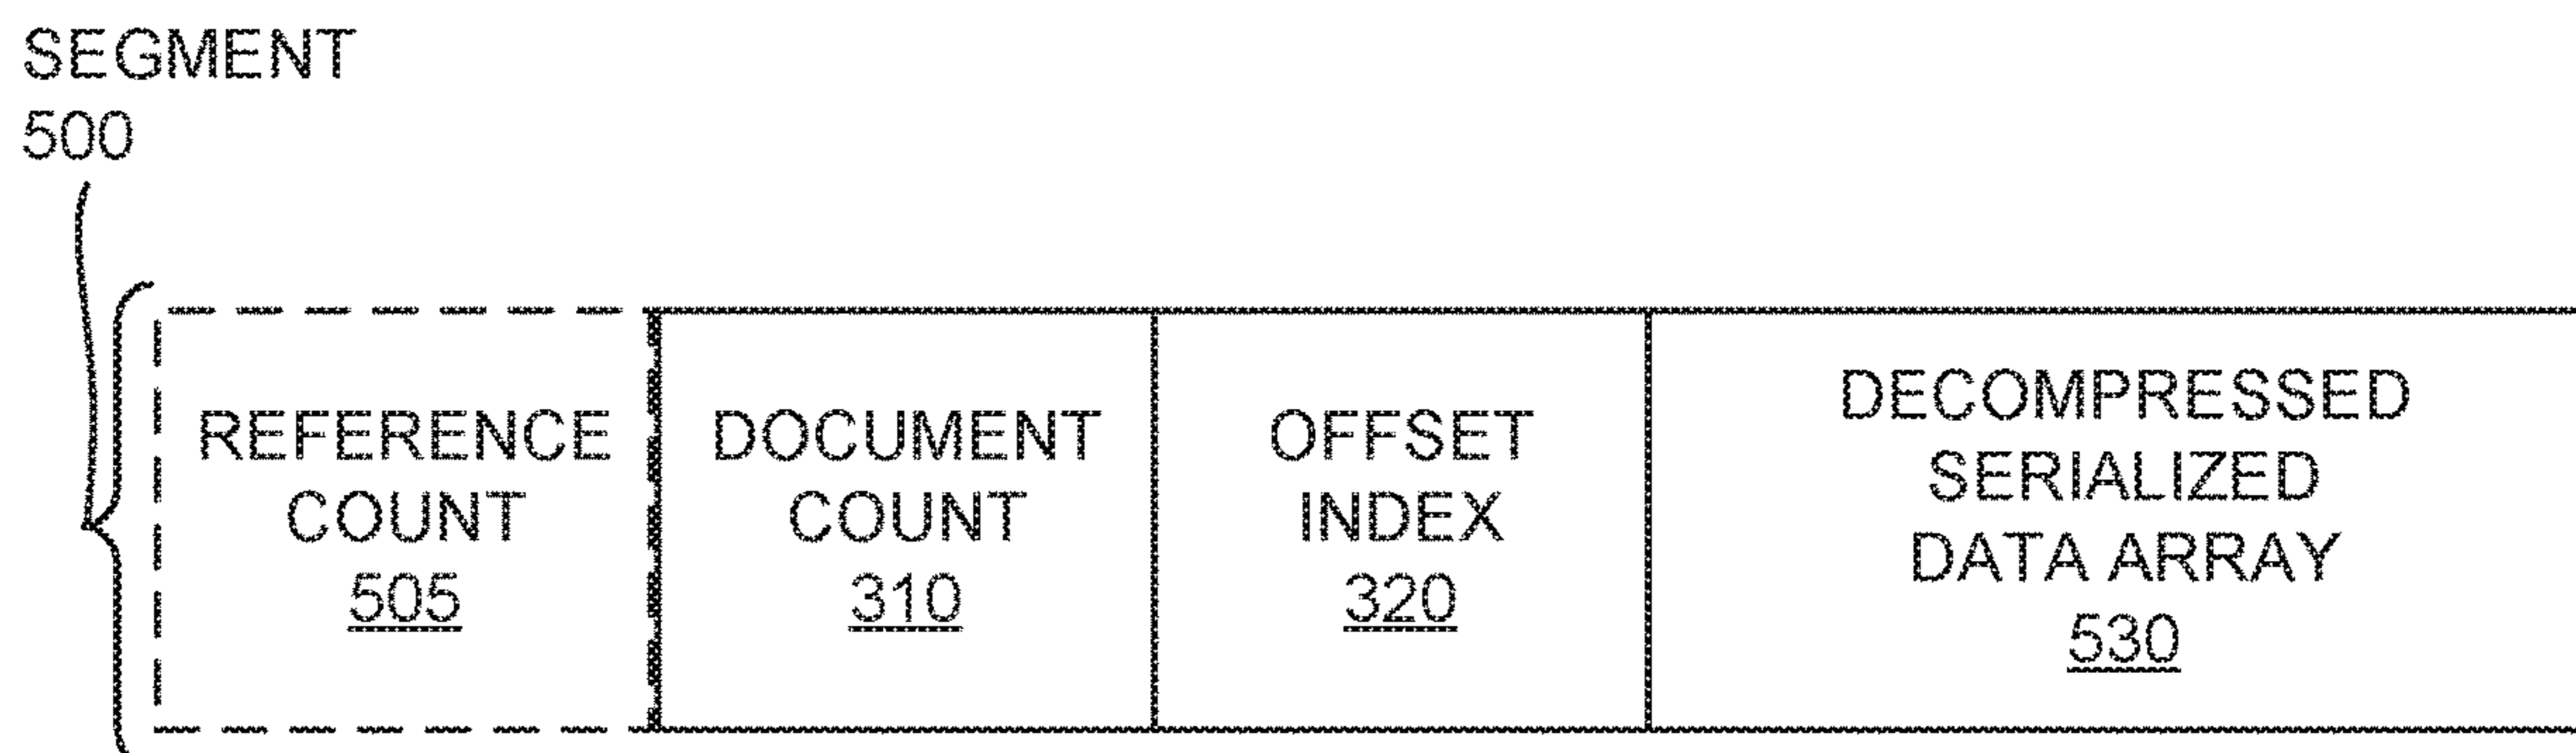 SEGMENT
500
REFERENCE
COUNT
505
DOCUMENT
COUNT
310
OFFSET
INDEX
320
DECOMPRESSED
SERIALIZED
DATA ARRAY
530